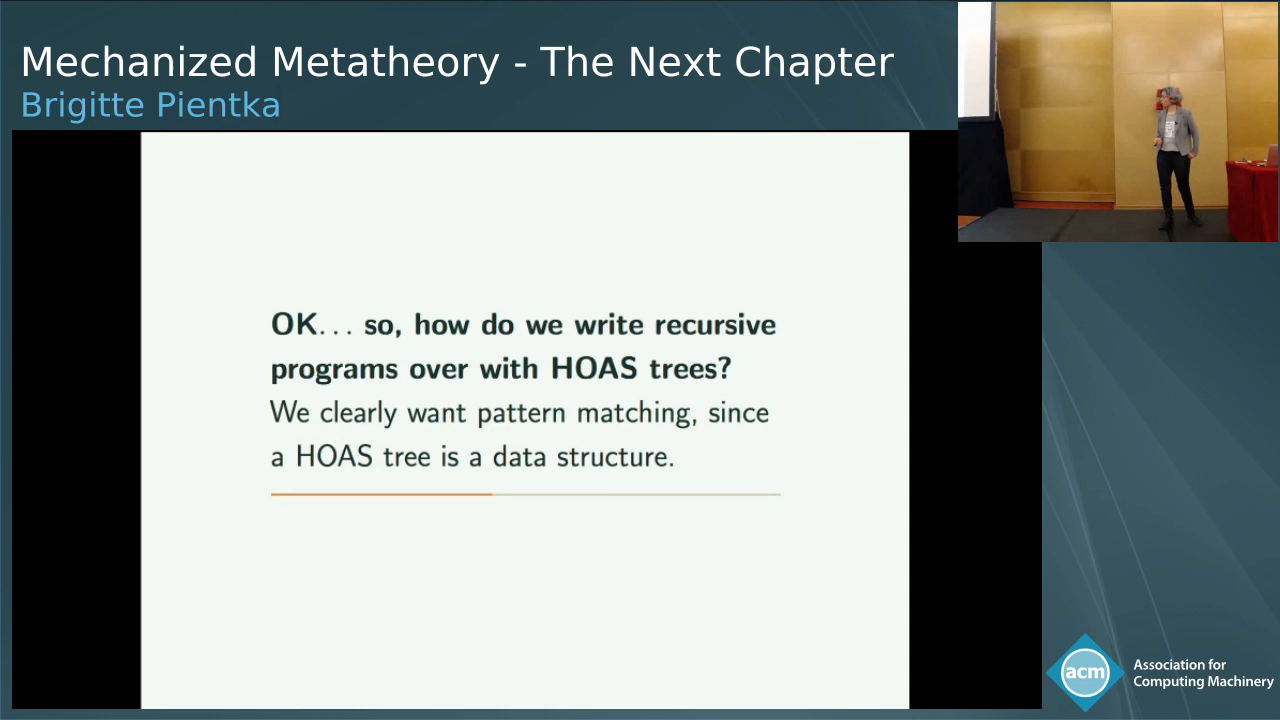 Mechanized Metatheory - The Next Chapter
Brigitte Pientka
OK... so, how do we write recursive
programs over with HOAS trees?
We clearly want pattern matching, since
a HOAS tree is a data structure.
acm
Association for
Computing Machinery